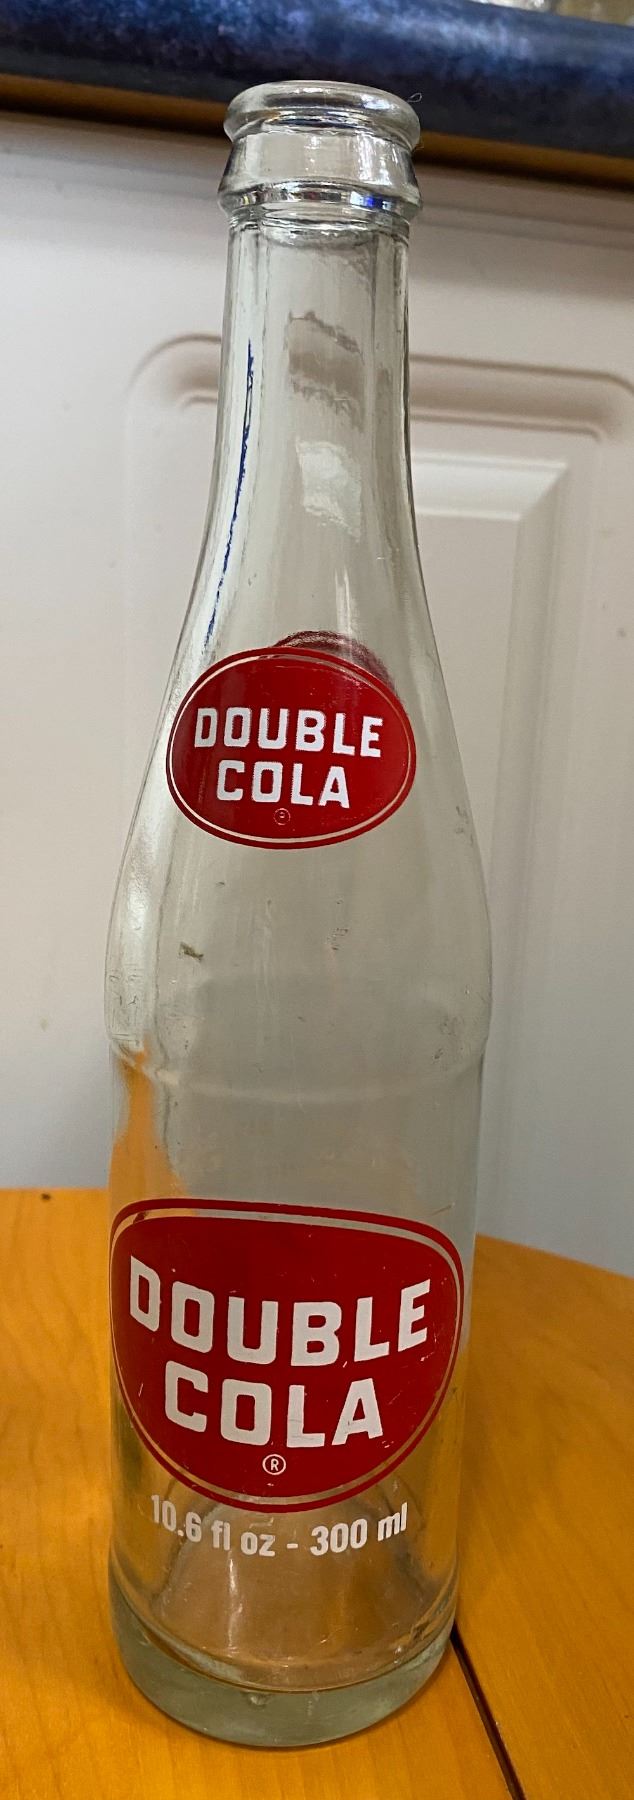 DOUBLE
COLA
DOUBLE
COLA
®
10.6 fl oz - 300 ml